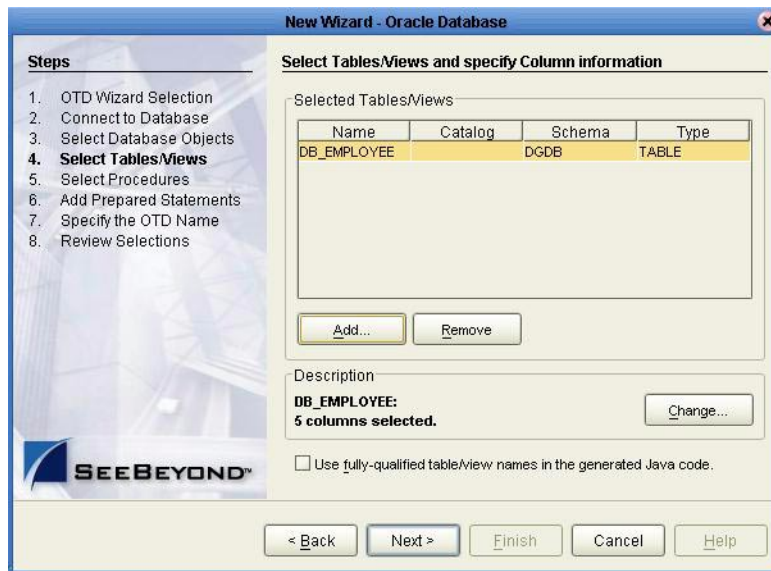 New Wizard - Oracle Database
Steps
1. OTD Wizard Selection
2. Connect to Database
3. Select Database Objects
4. Select Tables/Views
5. Select Procedures
6. Add Prepared Statements
7. Specify the OTD Name
8. Review Selections
SEEBEYOND™
Select Tables/Views and specify Column information
Selected Tables/Views
Name Catalog Schema Type
DB_EMPLOYEE DGDB TABLE
Add... Remove
Description
DB_EMPLOYEE:
5 columns selected.
Change...
Use fully-qualified table/view names in the generated Java code.
< Back Next > Finish Cancel Help